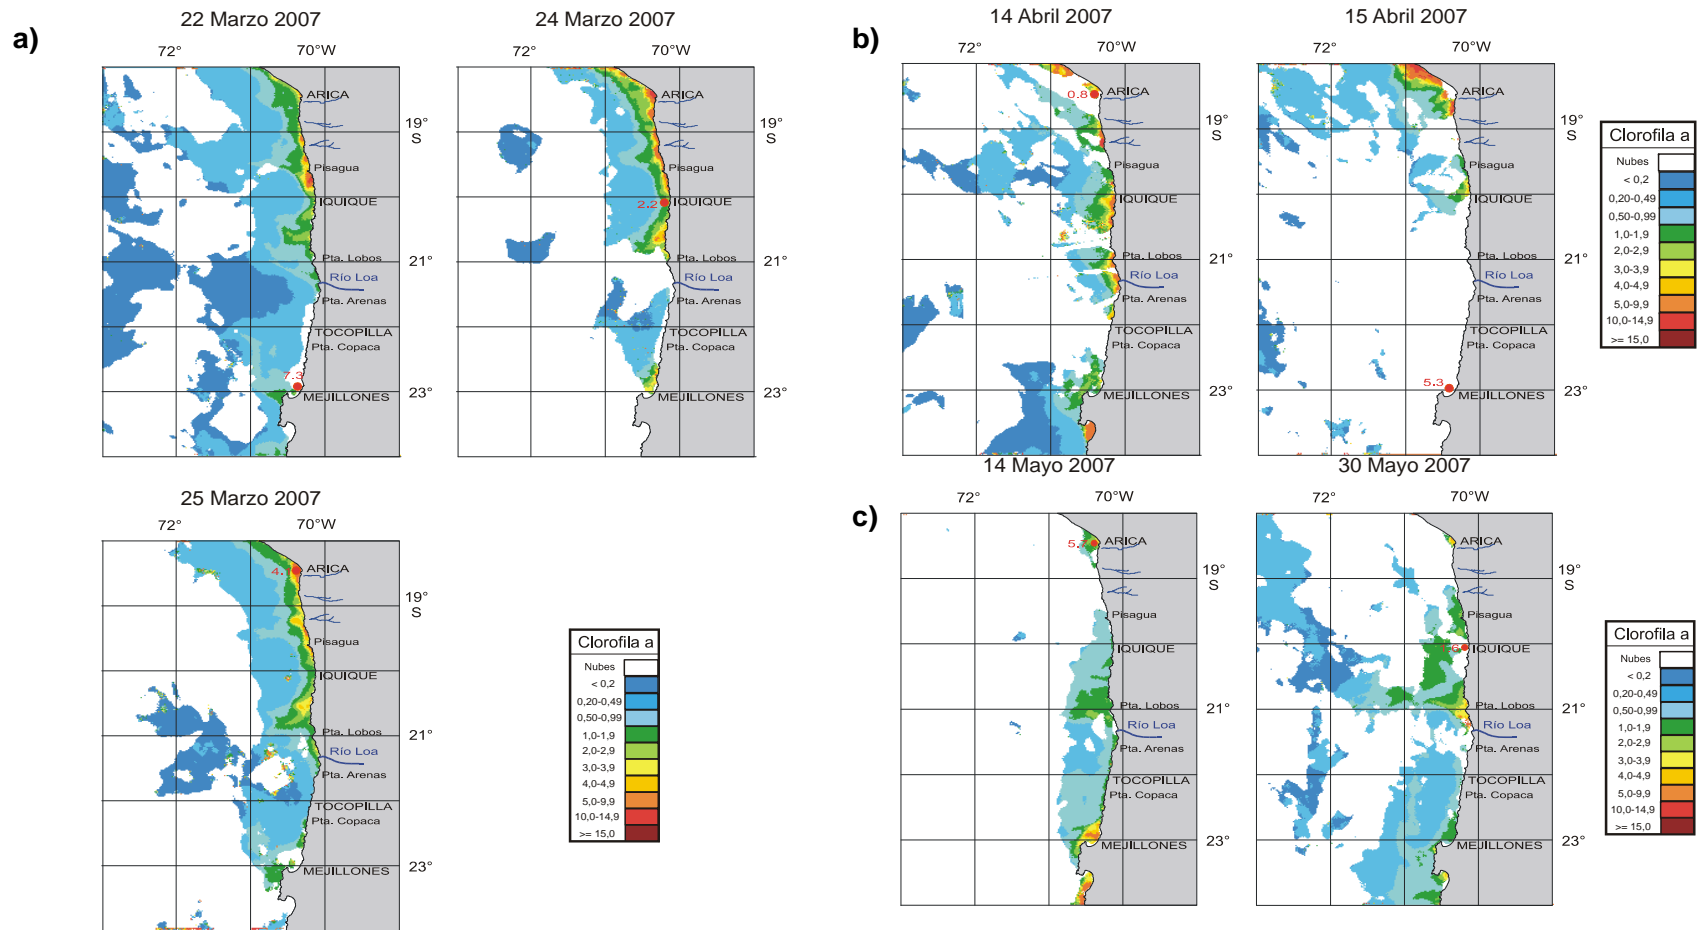 a)
22 Marzo 2007
72°
70°W
ARICA
19°
S
Pisagua
IQUIQUE
Pta. Lobos
21°
Río Loa
Pta. Arenas
TOCOPILLA
Pta. Copaca
7.3
23°
MEJILLONES
24 Marzo 2007
72°
70°W
ARICA
19°
S
Pisagua
2.2
IQUIQUE
Pta. Lobos
21°
Río Loa
Pta. Arenas
TOCOPILLA
Pta. Copaca
23°
MEJILLONES
25 Marzo 2007
72°
70°W
4.1
ARICA
19°
S
Pisagua
IQUIQUE
Pta. Lobos
21°
Río Loa
Pta. Arenas
TOCOPILLA
Pta. Copaca
23°
MEJILLONES
Clorofila a
Nubes
< 0,2
0,20-0,49
0,50-0,99
1,0-1,9
2,0-2,9
3,0-3,9
4,0-4,9
5,0-9,9
10,0-14,9
>= 15,0
b)
14 Abril 2007
72°
70°W
0.8
ARICA
19°
S
Pisagua
IQUIQUE
Pta. Lobos
21°
Río Loa
Pta. Arenas
TOCOPILLA
Pta. Copaca
23°
MEJILLONES
15 Abril 2007
72°
70°W
ARICA
19°
S
Pisagua
IQUIQUE
Pta. Lobos
21°
Río Loa
Pta. Arenas
TOCOPILLA
Pta. Copaca
5.3
23°
MEJILLONES
Clorofila a
Nubes
< 0,2
0,20-0,49
0,50-0,99
1,0-1,9
2,0-2,9
3,0-3,9
4,0-4,9
5,0-9,9
10,0-14,9
>= 15,0
c)
14 Mayo 2007
72°
70°W
ARICA
19°
S
Pisagua
IQUIQUE
Pta. Lobos
21°
Río Loa
Pta. Arenas
TOCOPILLA
Pta. Copaca
23°
MEJILLONES
30 Mayo 2007
72°
70°W
ARICA
19°
S
Pisagua
IQUIQUE
Pta. Lobos
21°
Río Loa
Pta. Arenas
TOCOPILLA
Pta. Copaca
23°
MEJILLONES
Clorofila a
Nubes
< 0,2
0,20-0,49
0,50-0,99
1,0-1,9
2,0-2,9
3,0-3,9
4,0-4,9
5,0-9,9
10,0-14,9
>= 15,0